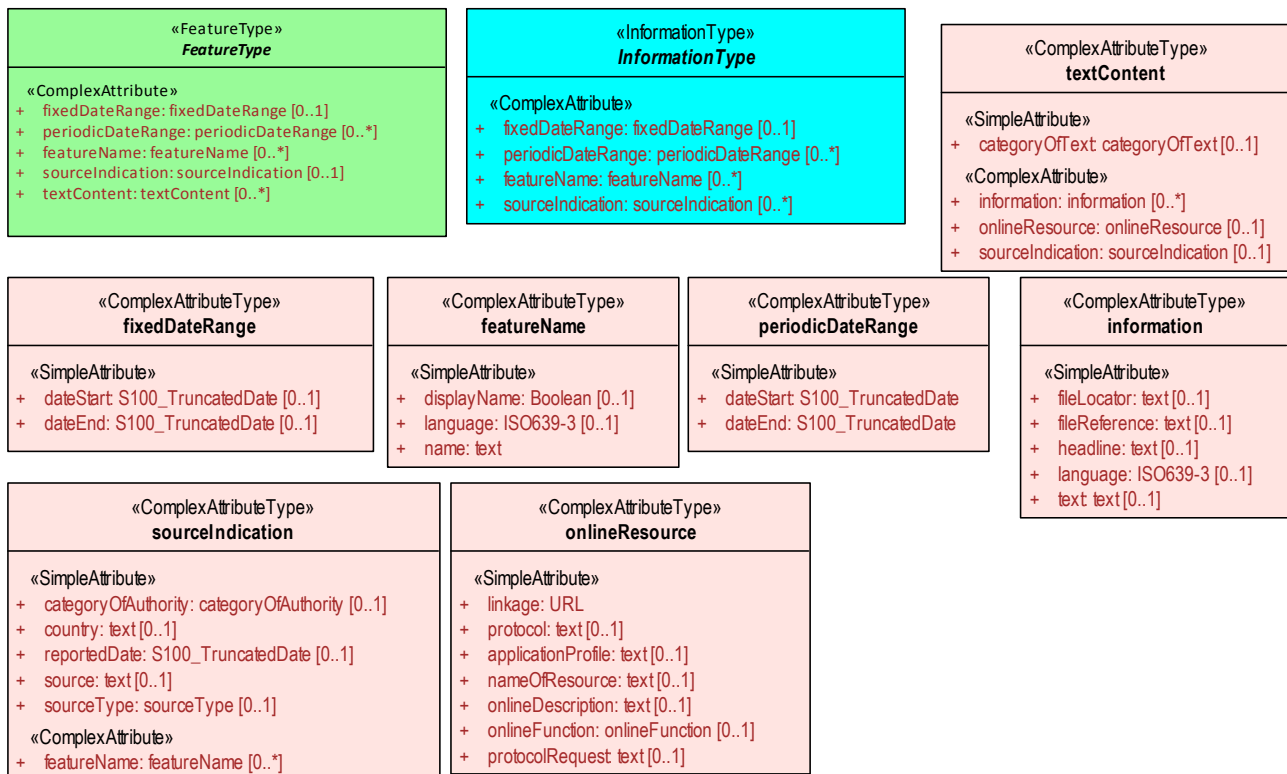 «FeatureType»
FeatureType
«ComplexAttribute»
+ fixedDateRange: fixedDateRange [0..1]
+ periodicDateRange: periodicDateRange [0..*]
+ featureName: featureName [0..*]
+ sourceIndication: sourceIndication [0..1]
+ textContent: textContent [0..*]
«InformationType»
InformationType
«ComplexAttribute»
+ fixedDateRange: fixedDateRange [0..1]
+ periodicDateRange: periodicDateRange [0..*]
+ featureName: featureName [0..*]
+ sourceIndication: sourceIndication [0..*]
«ComplexAttributeType»
textContent
«SimpleAttribute»
+ categoryOfText: categoryOfText [0..1]
«ComplexAttribute»
+ information: information [0..*]
+ onlineResource: onlineResource [0..1]
+ sourceIndication: sourceIndication [0..1]
«ComplexAttributeType»
fixedDateRange
«SimpleAttribute»
+ dateStart: S100_TruncatedDate [0..1]
+ dateEnd: S100_TruncatedDate [0..1]
«ComplexAttributeType»
featureName
«SimpleAttribute»
+ displayName: Boolean [0..1]
+ language: ISO639-3 [0..1]
+ name: text
«ComplexAttributeType»
periodicDateRange
«SimpleAttribute»
+ dateStart: S100_TruncatedDate
+ dateEnd: S100_TruncatedDate
«ComplexAttributeType»
information
«SimpleAttribute»
+ fileLocator: text [0..1]
+ fileReference: text [0..1]
+ headline: text [0..1]
+ language: ISO639-3 [0..1]
+ text: text [0..1]
«ComplexAttributeType»
sourceIndication
«SimpleAttribute»
+ categoryOfAuthority: categoryOfAuthority [0..1]
+ country: text [0..1]
+ reportedDate: S100_TruncatedDate [0..1]
+ source: text [0..1]
+ sourceType: sourceType [0..1]
«ComplexAttribute»
+ featureName: featureName [0..*]
«ComplexAttributeType»
onlineResource
«SimpleAttribute»
+ linkage: URL
+ protocol: text [0..1]
+ applicationProfile: text [0..1]
+ nameOfResource: text [0..1]
+ onlineDescription: text [0..1]
+ onlineFunction: onlineFunction [0..1]
+ protocolRequest: text [0..1]